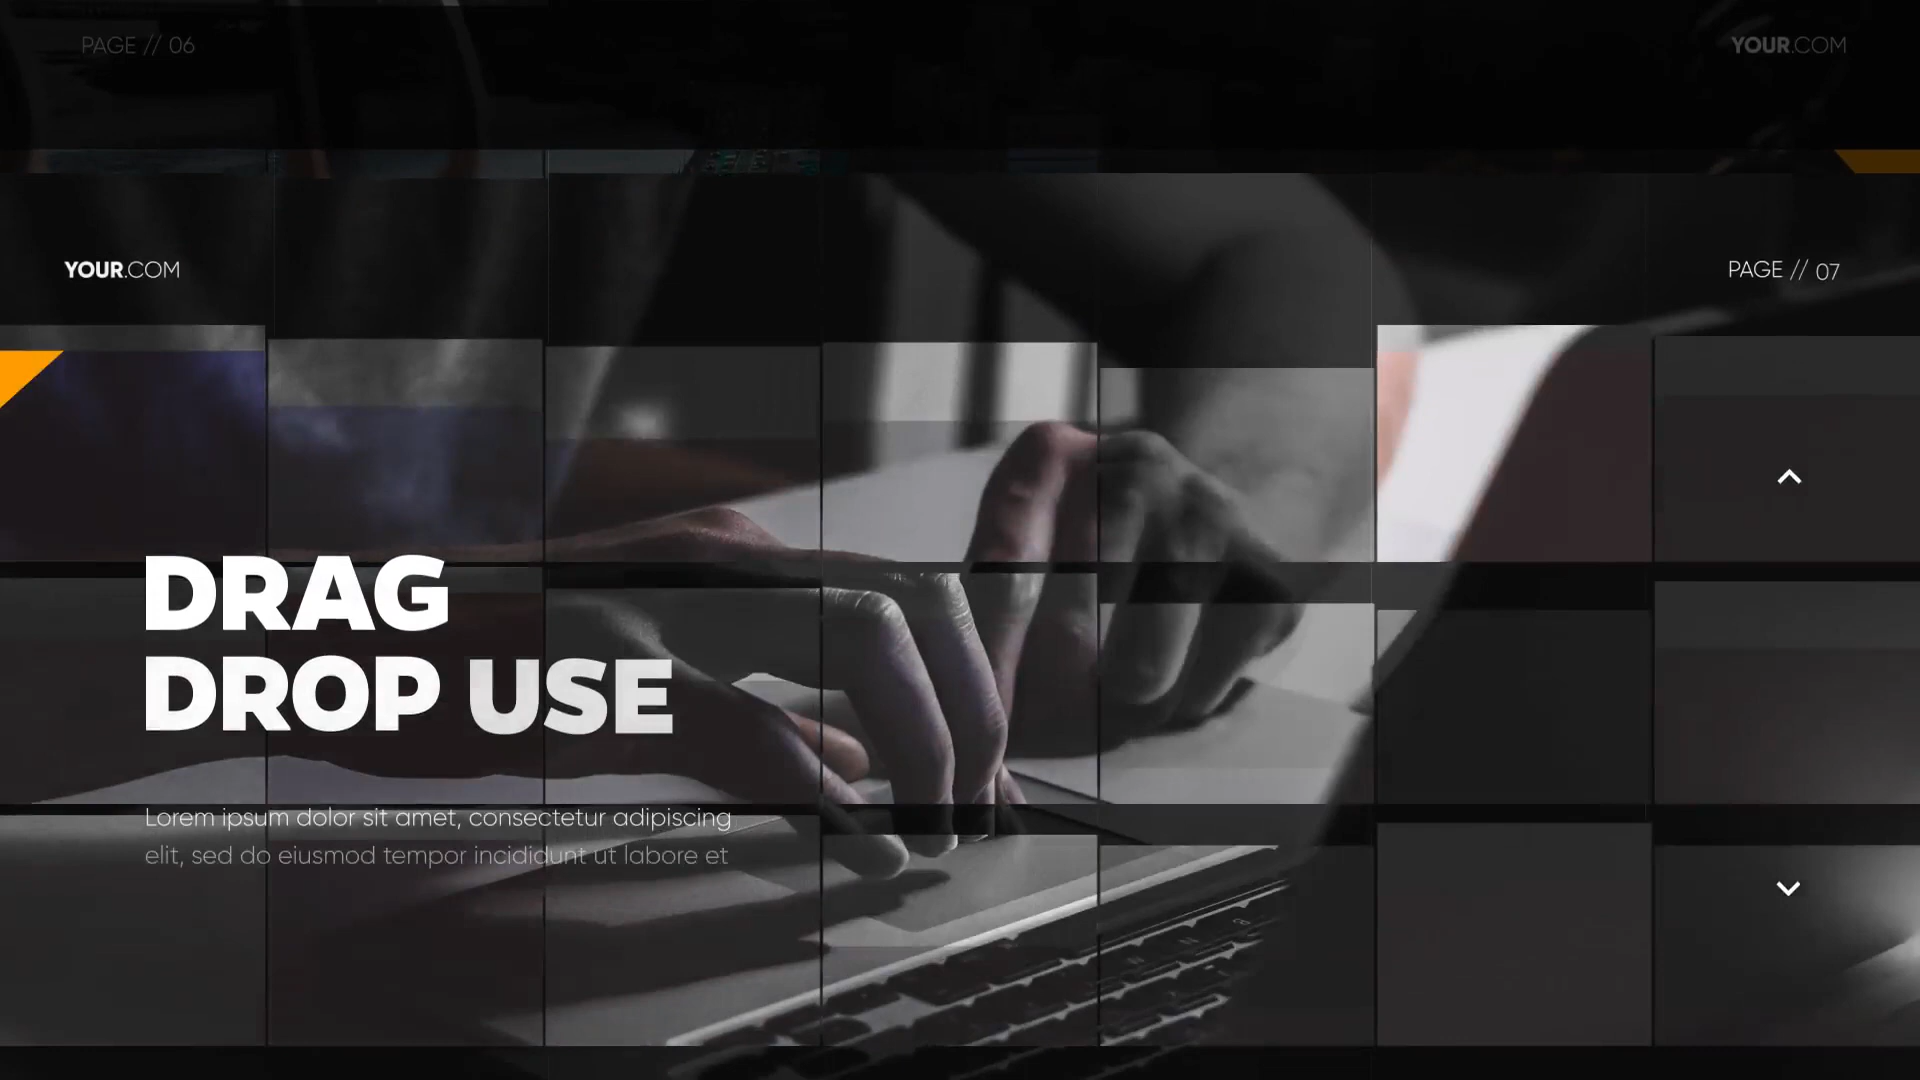 PAGE // 06
YOUR.COM
YOUR.COM
PAGE // 07
DRAG
DROP USE
Lorem ipsum dolor sit amet, consectetur adipiscing
elit, sed do eiusmod tempor incididunt ut labore et